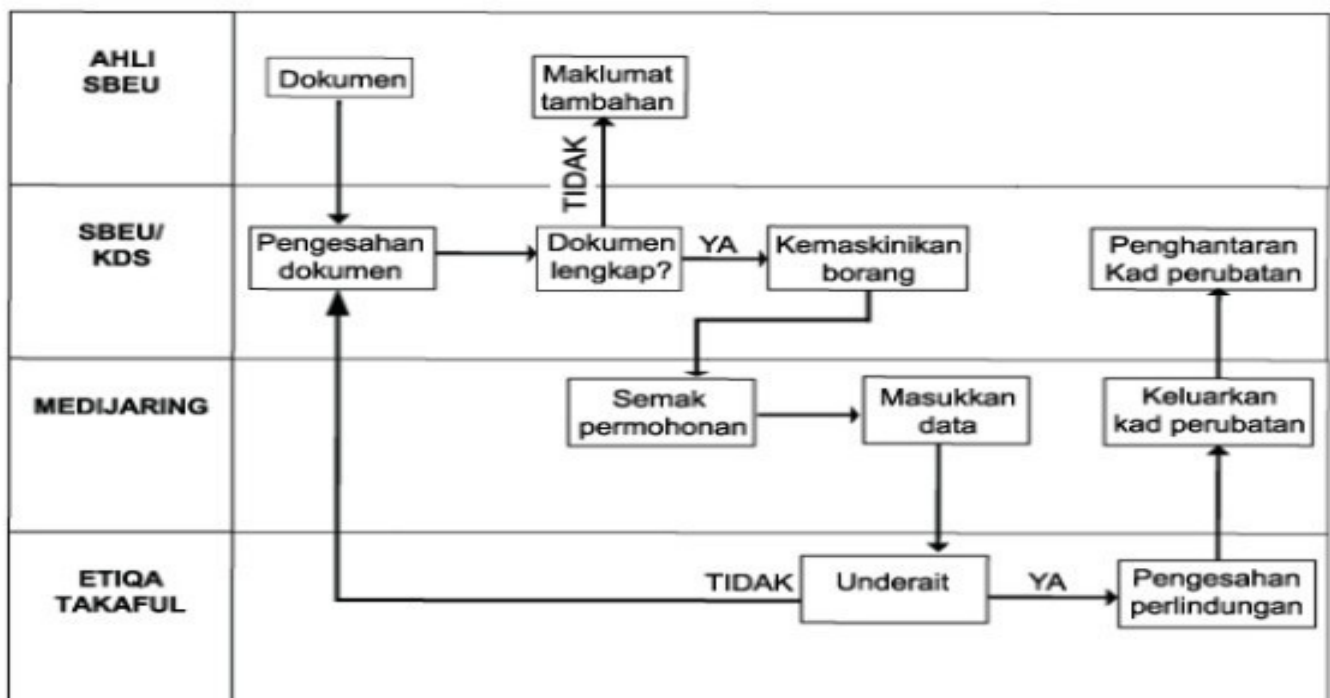 AHLI
SBEU
Dokumen
Maklumat
tambahan
TIDAK
SBEU/
KDS
Pengesahan
dokumen
Dokumen
lengkap?
YA
Kemaskinikan
borang
Penghantaran
Kad perubatan
MEDIJARING
Semak
permohonan
Masukkan
data
Keluarkan
kad perubatan
ETIQA
TAKAFUL
TIDAK
Underait
YA
Pengesahan
perlindungan